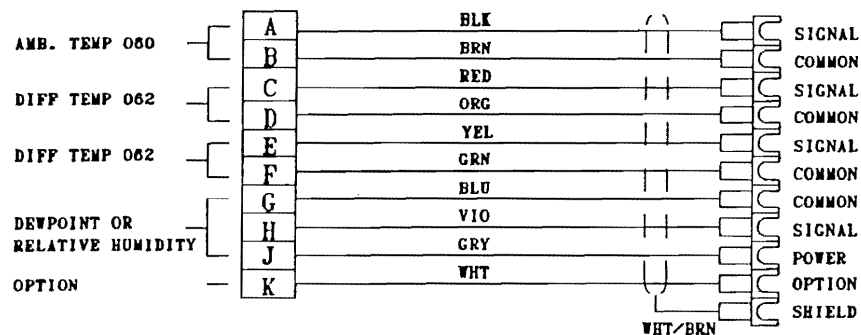 AMB. TEMP 060
DIFF TEMP 062
DIFF TEMP 062
DEWPOINT OR
RELATIVE HUMIDITY
OPTION
A
B
C
D
E
F
G
H
J
K
BLK
BRN
RED
ORG
YEL
GRN
BLU
VIO
GRY
WHT
WHT/BRN
SIGNAL
COMMON
SIGNAL
COMMON
SIGNAL
COMMON
COMMON
SIGNAL
POWER
OPTION
SHIELD